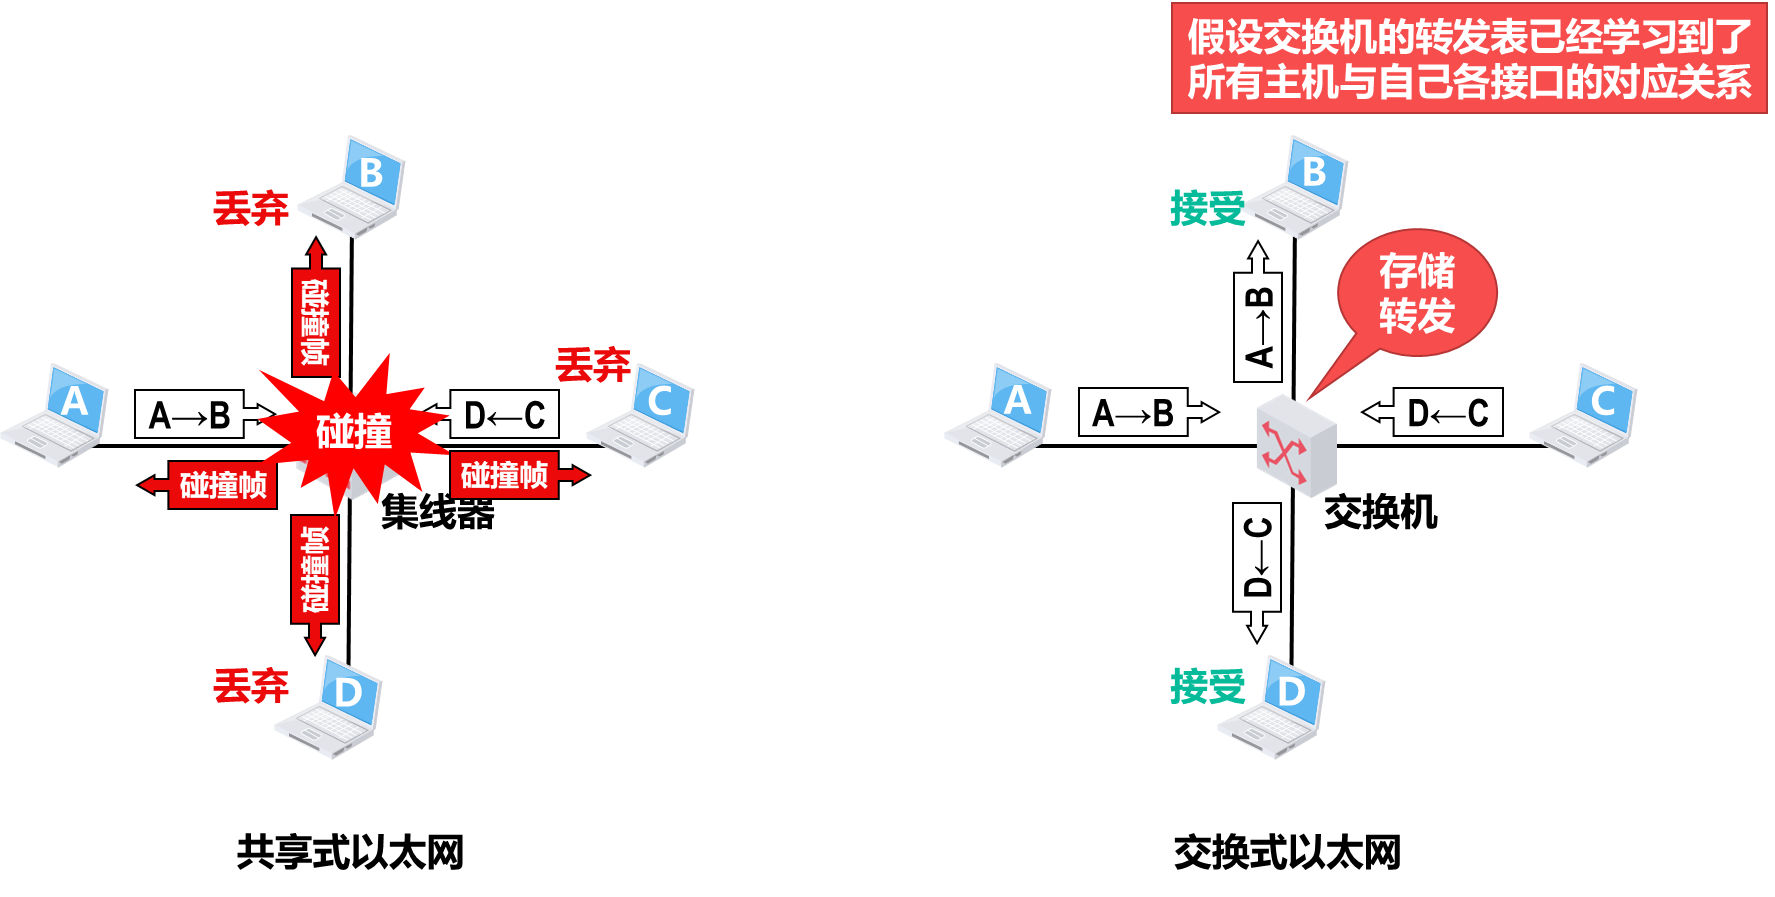 假设交换机的转发表已经学习到了
所有主机与自己各接口的对应关系
B
丢弃
碰撞帧
丢弃
A
A→B
碰撞
D←C
C
碰撞帧
碰撞帧
集线器
碰撞帧
丢弃
D
共享式以太网
B
接受
存储
转发
A→B
A
A→B
D←C
C
交换机
D←C
接受
D
交换式以太网